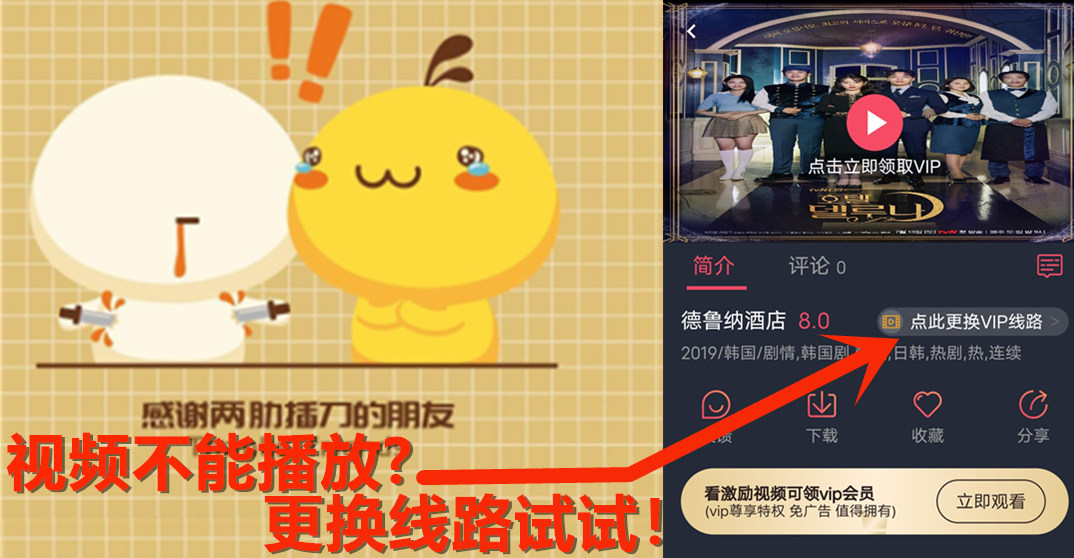 !!
感谢两肋插刀的朋友
视频不能播放?
更换线路试试!
点击立即领取VIP
호텔
델루나
简介
评论 0
德鲁纳酒店 8.0
点此更换VIP线路 >
2019/韩国/剧情,韩国剧,
,日韩,热剧,热,连续
下载
收藏
分享
看激励视频可领vip会员
(vip尊享特权 免广告 值得拥有)
立即观看